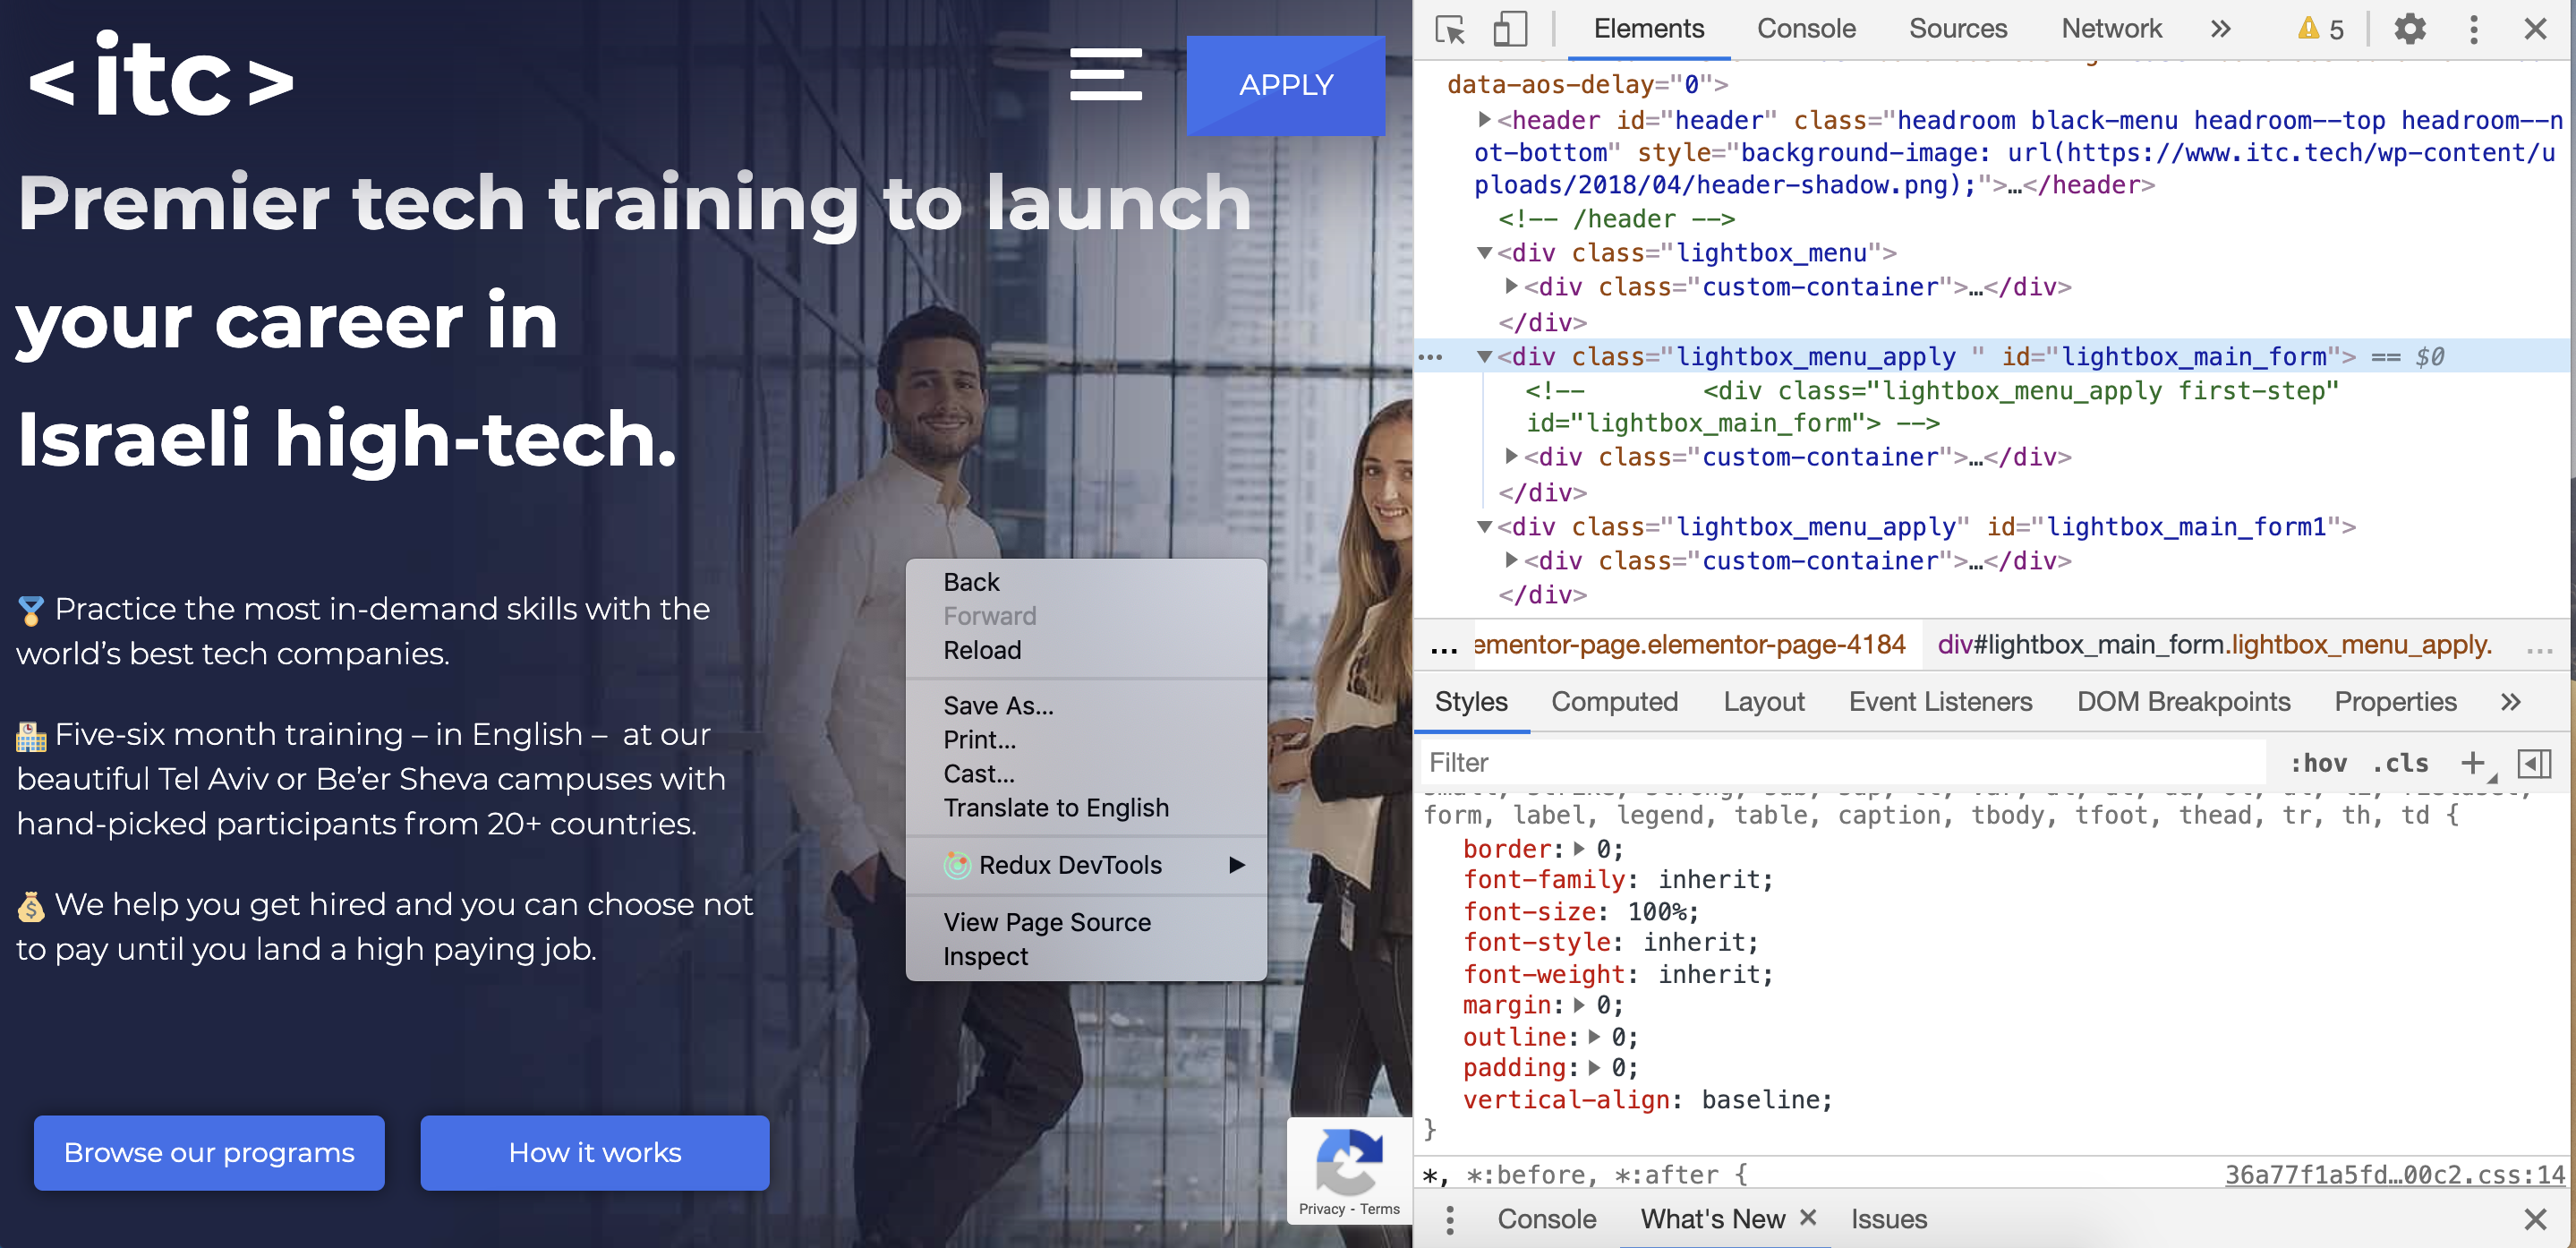 <itc>
APPLY
Premier tech training to launch
your career in
Israeli high-tech.
🏅 Practice the most in-demand skills with the
world’s best tech companies.
🏫 Five-six month training – in English –  at our
beautiful Tel Aviv or Be’er Sheva campuses with
hand-picked participants from 20+ countries.
💰 We help you get hired and you can choose not
to pay until you land a high paying job.
Browse our programs
How it works
Back
Forward
Reload
Save As...
Print...
Cast...
Translate to English
Redux DevTools
View Page Source
Inspect
Privacy - Terms
Elements Console Sources Network » 5
data-aos-delay="0">
<header id="header" class="headroom black-menu headroom--top headroom--n
ot-bottom" style="background-image: url(https://www.itc.tech/wp-content/u
ploads/2018/04/header-shadow.png);">…</header>
<!-- /header -->
<div class="lightbox_menu">
<div class="custom-container">…</div>
</div>
<div class="lightbox_menu_apply " id="lightbox_main_form"> == $0
<!-- <div class="lightbox_menu_apply first-step"
id="lightbox_main_form"> -->
<div class="custom-container">…</div>
</div>
<div class="lightbox_menu_apply" id="lightbox_main_form1">
<div class="custom-container">…</div>
</div>
... ementor-page.elementor-page-4184 div#lightbox_main_form.lightbox_menu_apply. ...
Styles Computed Layout Event Listeners DOM Breakpoints Properties »
Filter :hov .cls +
form, label, legend, table, caption, tbody, tfoot, thead, tr, th, td {
border: 0;
font-family: inherit;
font-size: 100%;
font-style: inherit;
font-weight: inherit;
margin: 0;
outline: 0;
padding: 0;
vertical-align: baseline;
}
*, *:before, *:after { 36a77f1a5fd…00c2.css:14
Console What's New × Issues